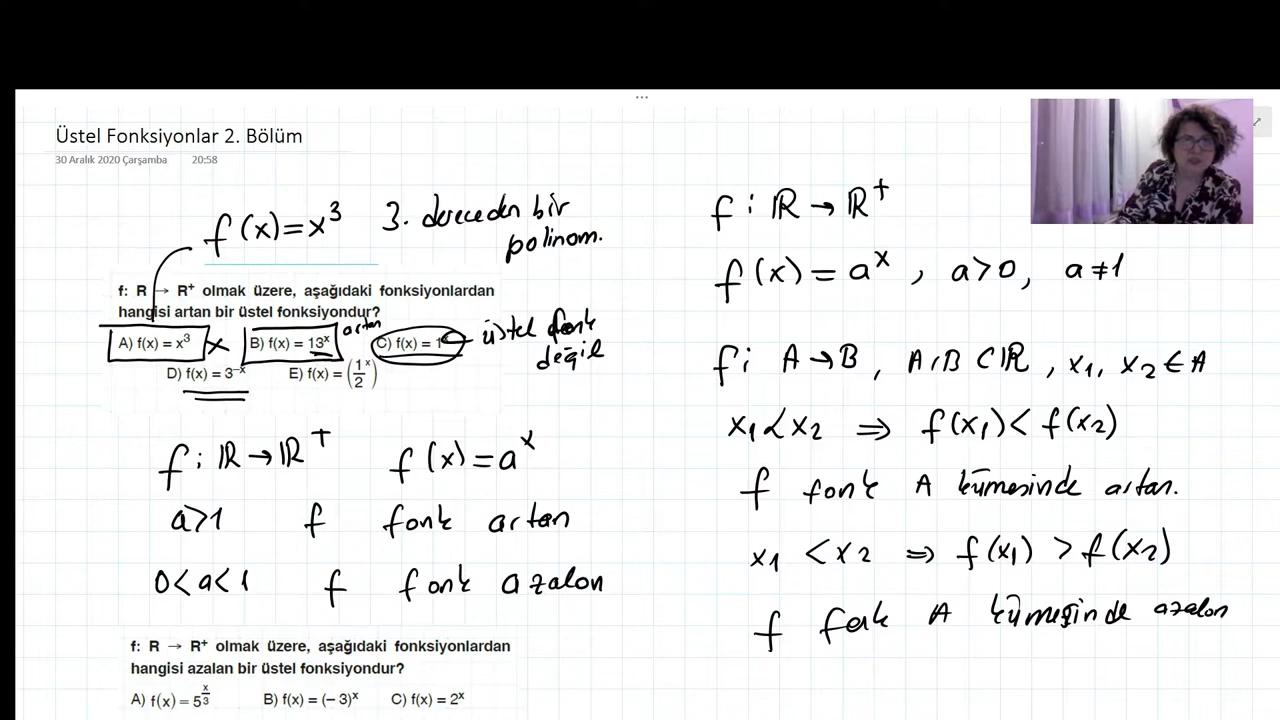 Üstel Fonksiyonlar 2. Bölüm
30 Aralık 2020 Çarşamba 20:58
f(x)=x³ 3. dereceden bir
polinom.
f: R → R⁺ olmak üzere, aşağıdaki fonksiyonlardan
hangisi artan bir üstel fonksiyondur?
A) f(x) = x³ B) f(x) = 13ˣ C) f(x) = 1ˣ
artan
üstel fonk
değil
D) f(x) = 3⁻ˣ E) f(x) = (1/2)ˣ
f: ℝ→ℝ⁺ f(x)=aˣ
a>1 f fonk artan
0<a<1 f fonk azalan
f: R → R⁺ olmak üzere, aşağıdaki fonksiyonlardan
hangisi azalan bir üstel fonksiyondur?
A) f(x) = 5^(x/3) B) f(x) = (– 3)ˣ C) f(x) = 2ˣ
f: ℝ→ℝ⁺
f(x) = aˣ, a>0, a≠1
f: A→B, A,B ⊂ ℝ, x₁, x₂ ∈ A
x₁<x₂ ⇒ f(x₁)< f(x₂)
f fonk A kümesinde artan.
x₁ <x₂ ⇒ f(x₁) >f(x₂)
f fonk A kümesinde azalan